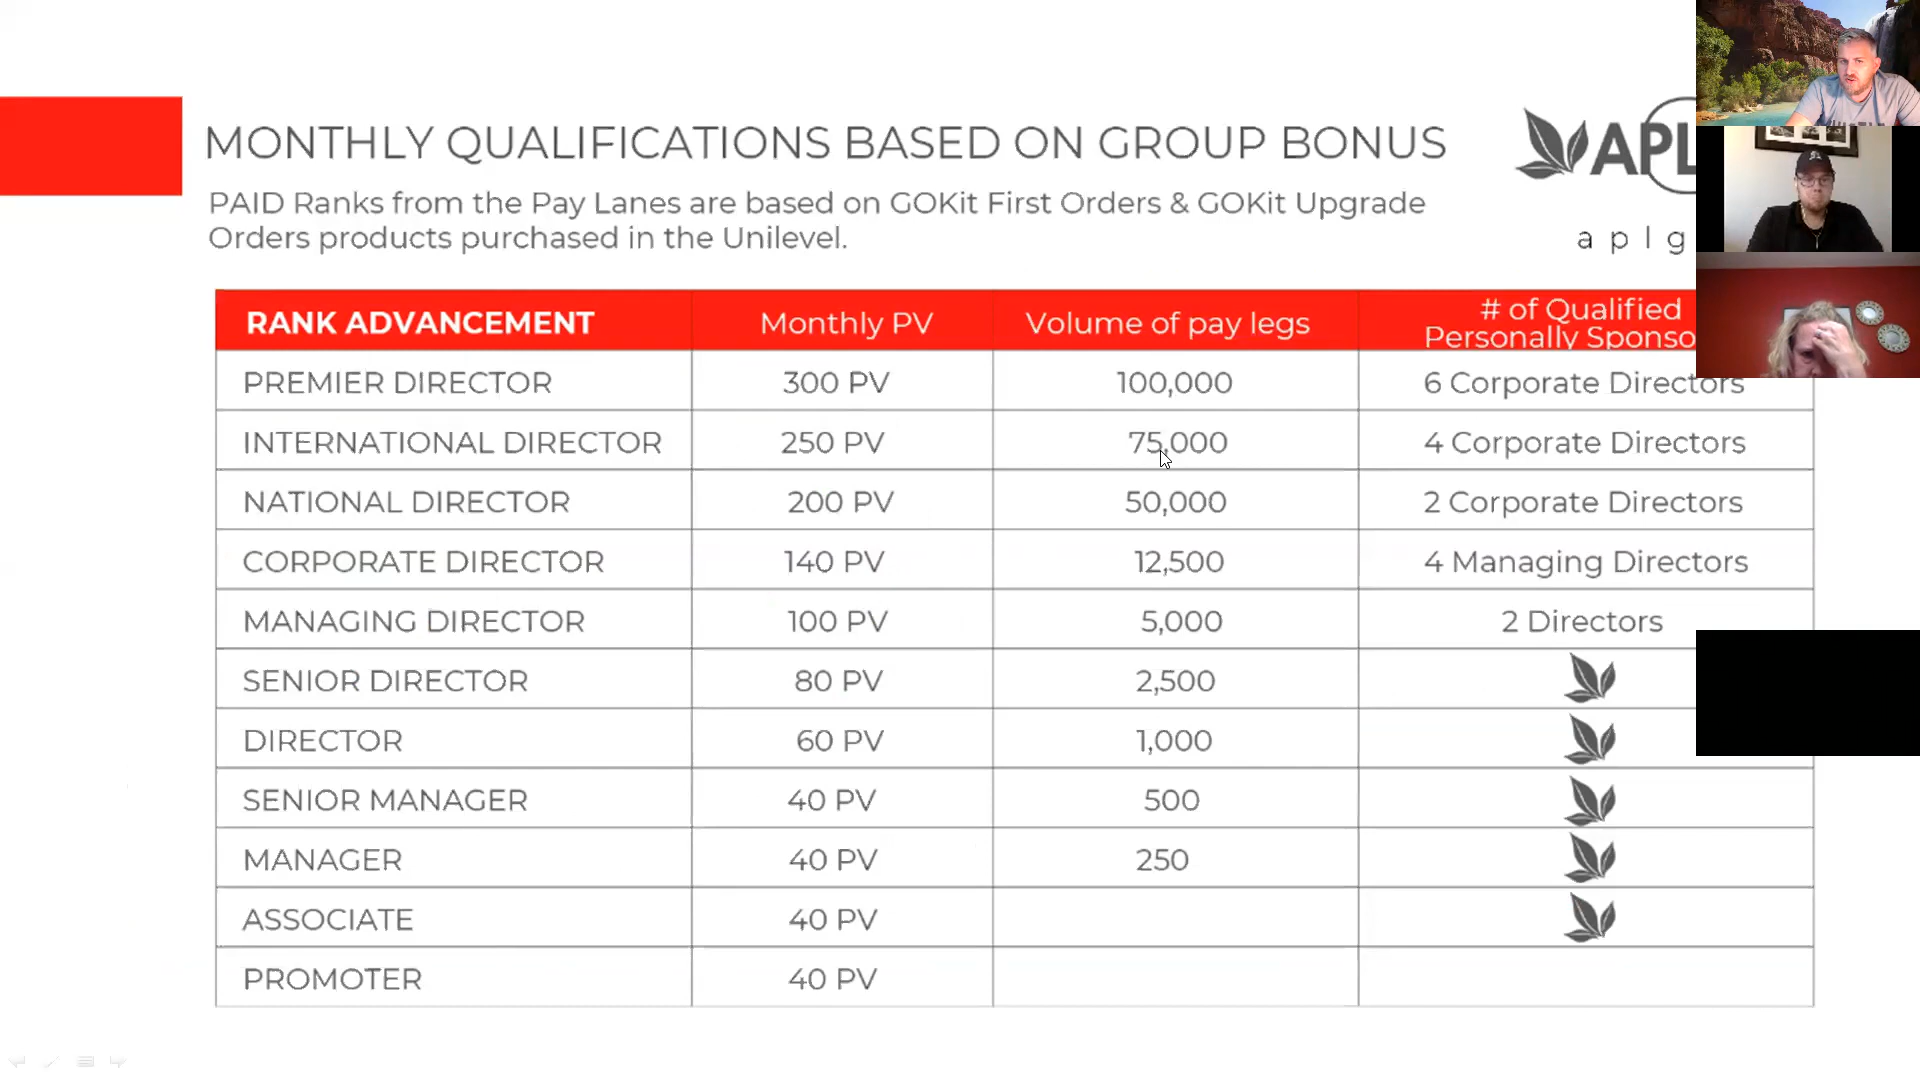 MONTHLY QUALIFICATIONS BASED ON GROUP BONUS
PAID Ranks from the Pay Lanes are based on GOKit First Orders & GOKit Upgrade
Orders products purchased in the Unilevel.
APL
aplg
RANK ADVANCEMENT Monthly PV Volume of pay legs # of Qualified
Personally Sponso
PREMIER DIRECTOR 300 PV 100,000 6 Corporate Directors
INTERNATIONAL DIRECTOR 250 PV 75,000 4 Corporate Directors
NATIONAL DIRECTOR 200 PV 50,000 2 Corporate Directors
CORPORATE DIRECTOR 140 PV 12,500 4 Managing Directors
MANAGING DIRECTOR 100 PV 5,000 2 Directors
SENIOR DIRECTOR 80 PV 2,500
DIRECTOR 60 PV 1,000
SENIOR MANAGER 40 PV 500
MANAGER 40 PV 250
ASSOCIATE 40 PV
PROMOTER 40 PV